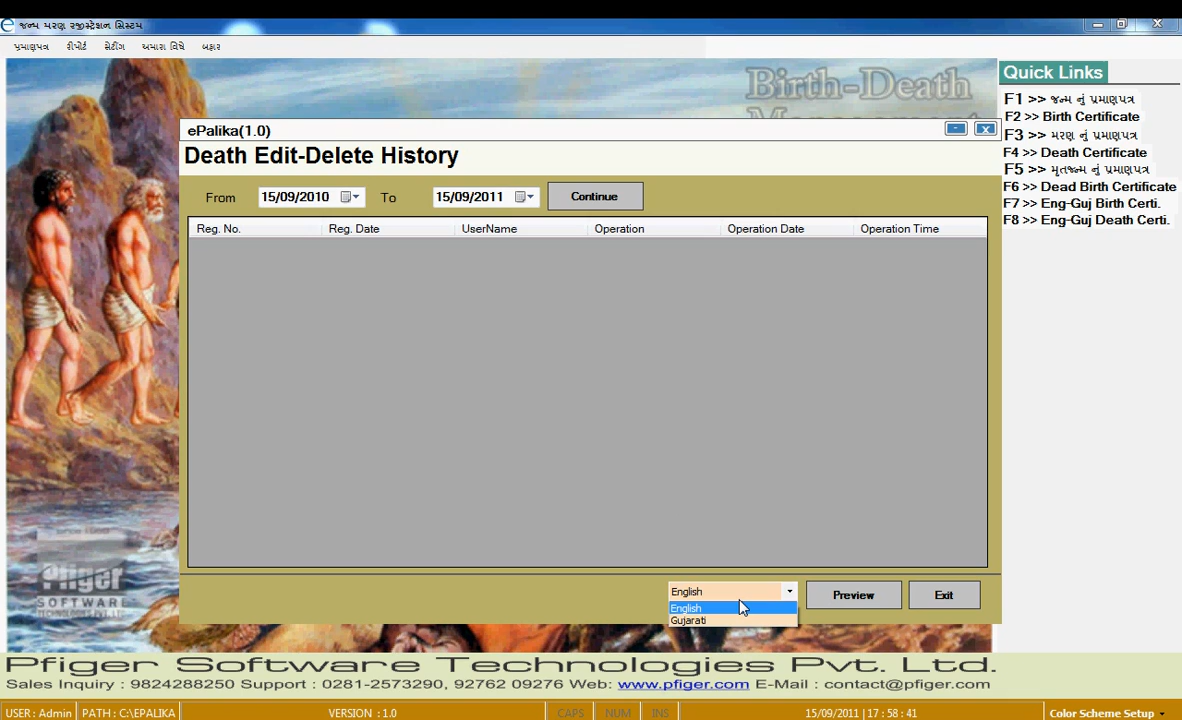 જન્મ મરણ રજીસ્ટ્રેશન સિસ્ટમ
પ્રમાણપત્ર રીપોર્ટ સેટીંગ અમારા વિષે બહાર
Birth-Death
Quick Links
F1 >> જન્મ નું પ્રમાણપત્ર
F2 >> Birth Certificate
F3 >> મરણ નું પ્રમાણપત્ર
F4 >> Death Certificate
F5 >> મૃતજન્મ નું પ્રમાણપત્ર
F6 >> Dead Birth Certificate
F7 >> Eng-Guj Birth Certi.
F8 >> Eng-Guj Death Certi.
ePalika(1.0)
Death Edit-Delete History
From 15/09/2010 To 15/09/2011 Continue
Reg. No. Reg. Date UserName Operation Operation Date Operation Time
English Preview Exit
English
Gujarati
Pfiger
SOFTWARE
Pfiger Software Technologies Pvt. Ltd.
Sales Inquiry : 9824288250 Support : 0281-2573290, 92762 09276 Web: www.pfiger.com E-Mail : contact@pfiger.com
USER : Admin PATH : C:\EPALIKA VERSION : 1.0 CAPS NUM INS 15/09/2011 | 17 : 58 : 41 Color Scheme Setup